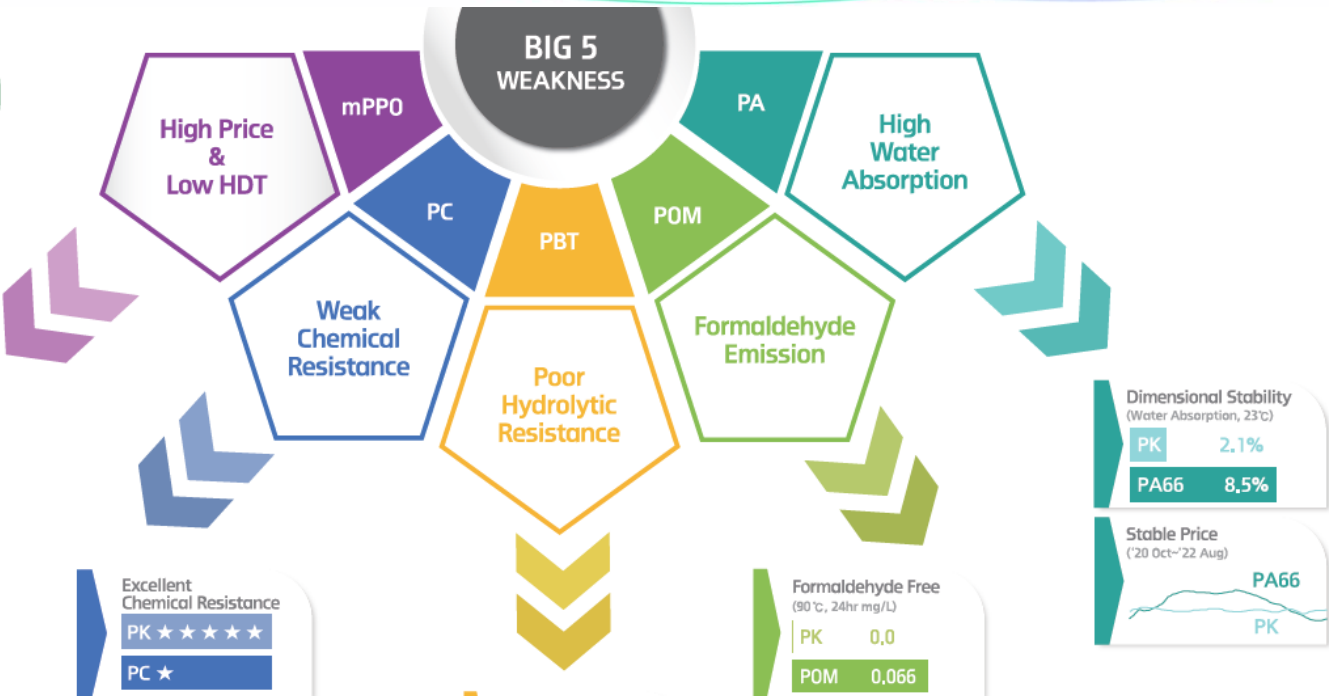 BIG 5
WEAKNESS
mPPO
PC
PBT
POM
PA
High Price
&
Low HDT
Weak
Chemical
Resistance
Poor
Hydrolytic
Resistance
Formaldehyde
Emission
High
Water
Absorption
Excellent
Chemical Resistance
PK ★ ★ ★ ★ ★
PC ★
Formaldehyde Free
(90℃, 24hr mg/L)
PK 0.0
POM 0.066
Dimensional Stability
(Water Absorption, 23℃)
PK 2.1%
PA66 8.5%
Stable Price
('20 Oct~'22 Aug)
PA66
PK